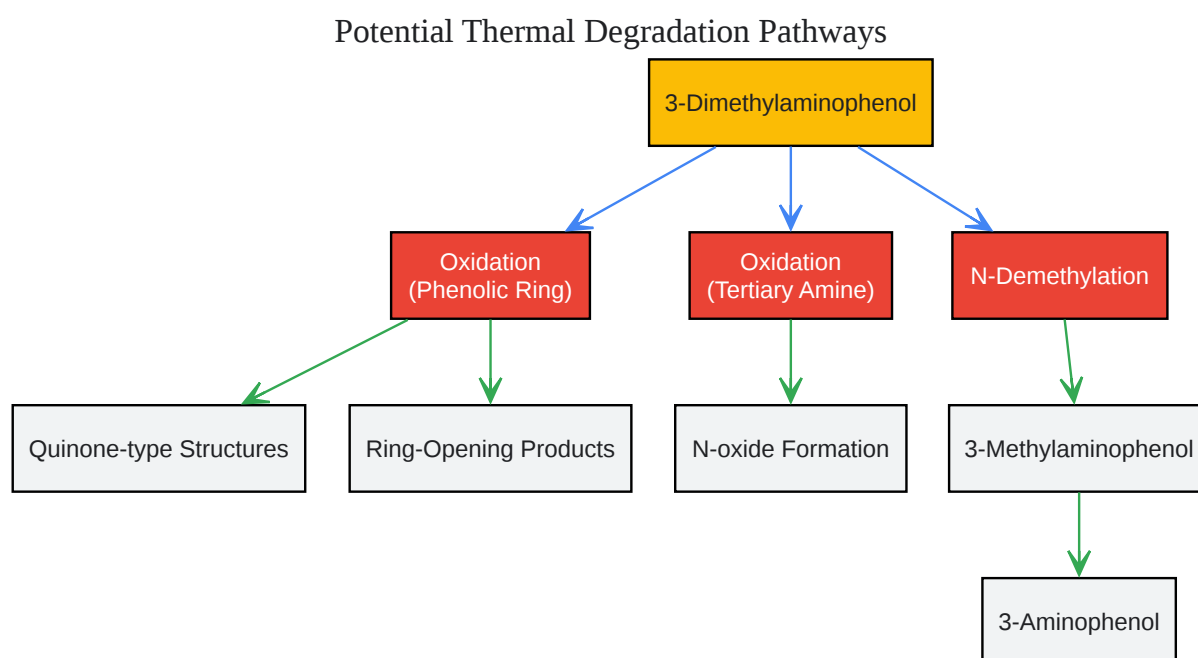 Potential Thermal Degradation Pathways
3-Dimethylaminophenol
Oxidation
(Phenolic Ring)
Oxidation
(Tertiary Amine)
N-Demethylation
Quinone-type Structures
Ring-Opening Products
N-oxide Formation
3-Methylaminophenol
3-Aminophenol